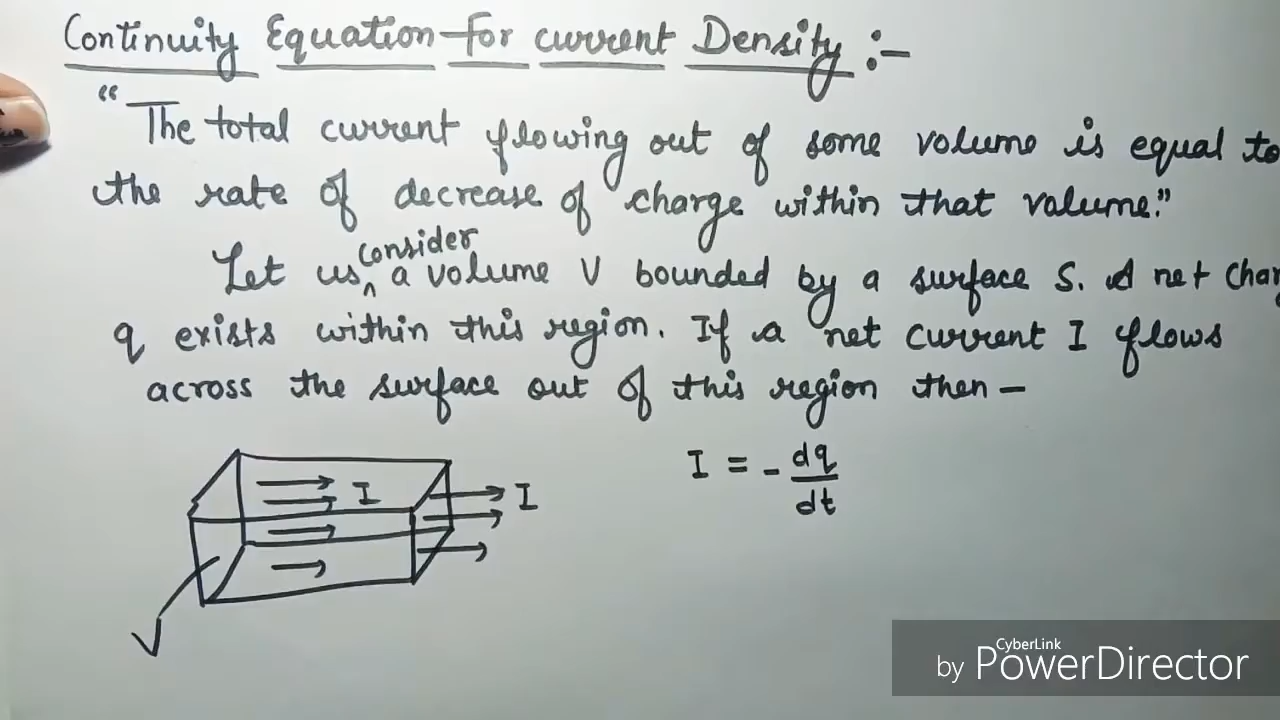 Continuity Equation for current Density :-
"The total current flowing out of some volume is equal to
the rate of decrease of charge within that volume."
Let us consider a volume V bounded by a surface S. A net Charg
q exists within this region. If a net current I flows
across the surface out of this region then -
I = - dq/dt
I
I
V
CyberLink
by PowerDirector